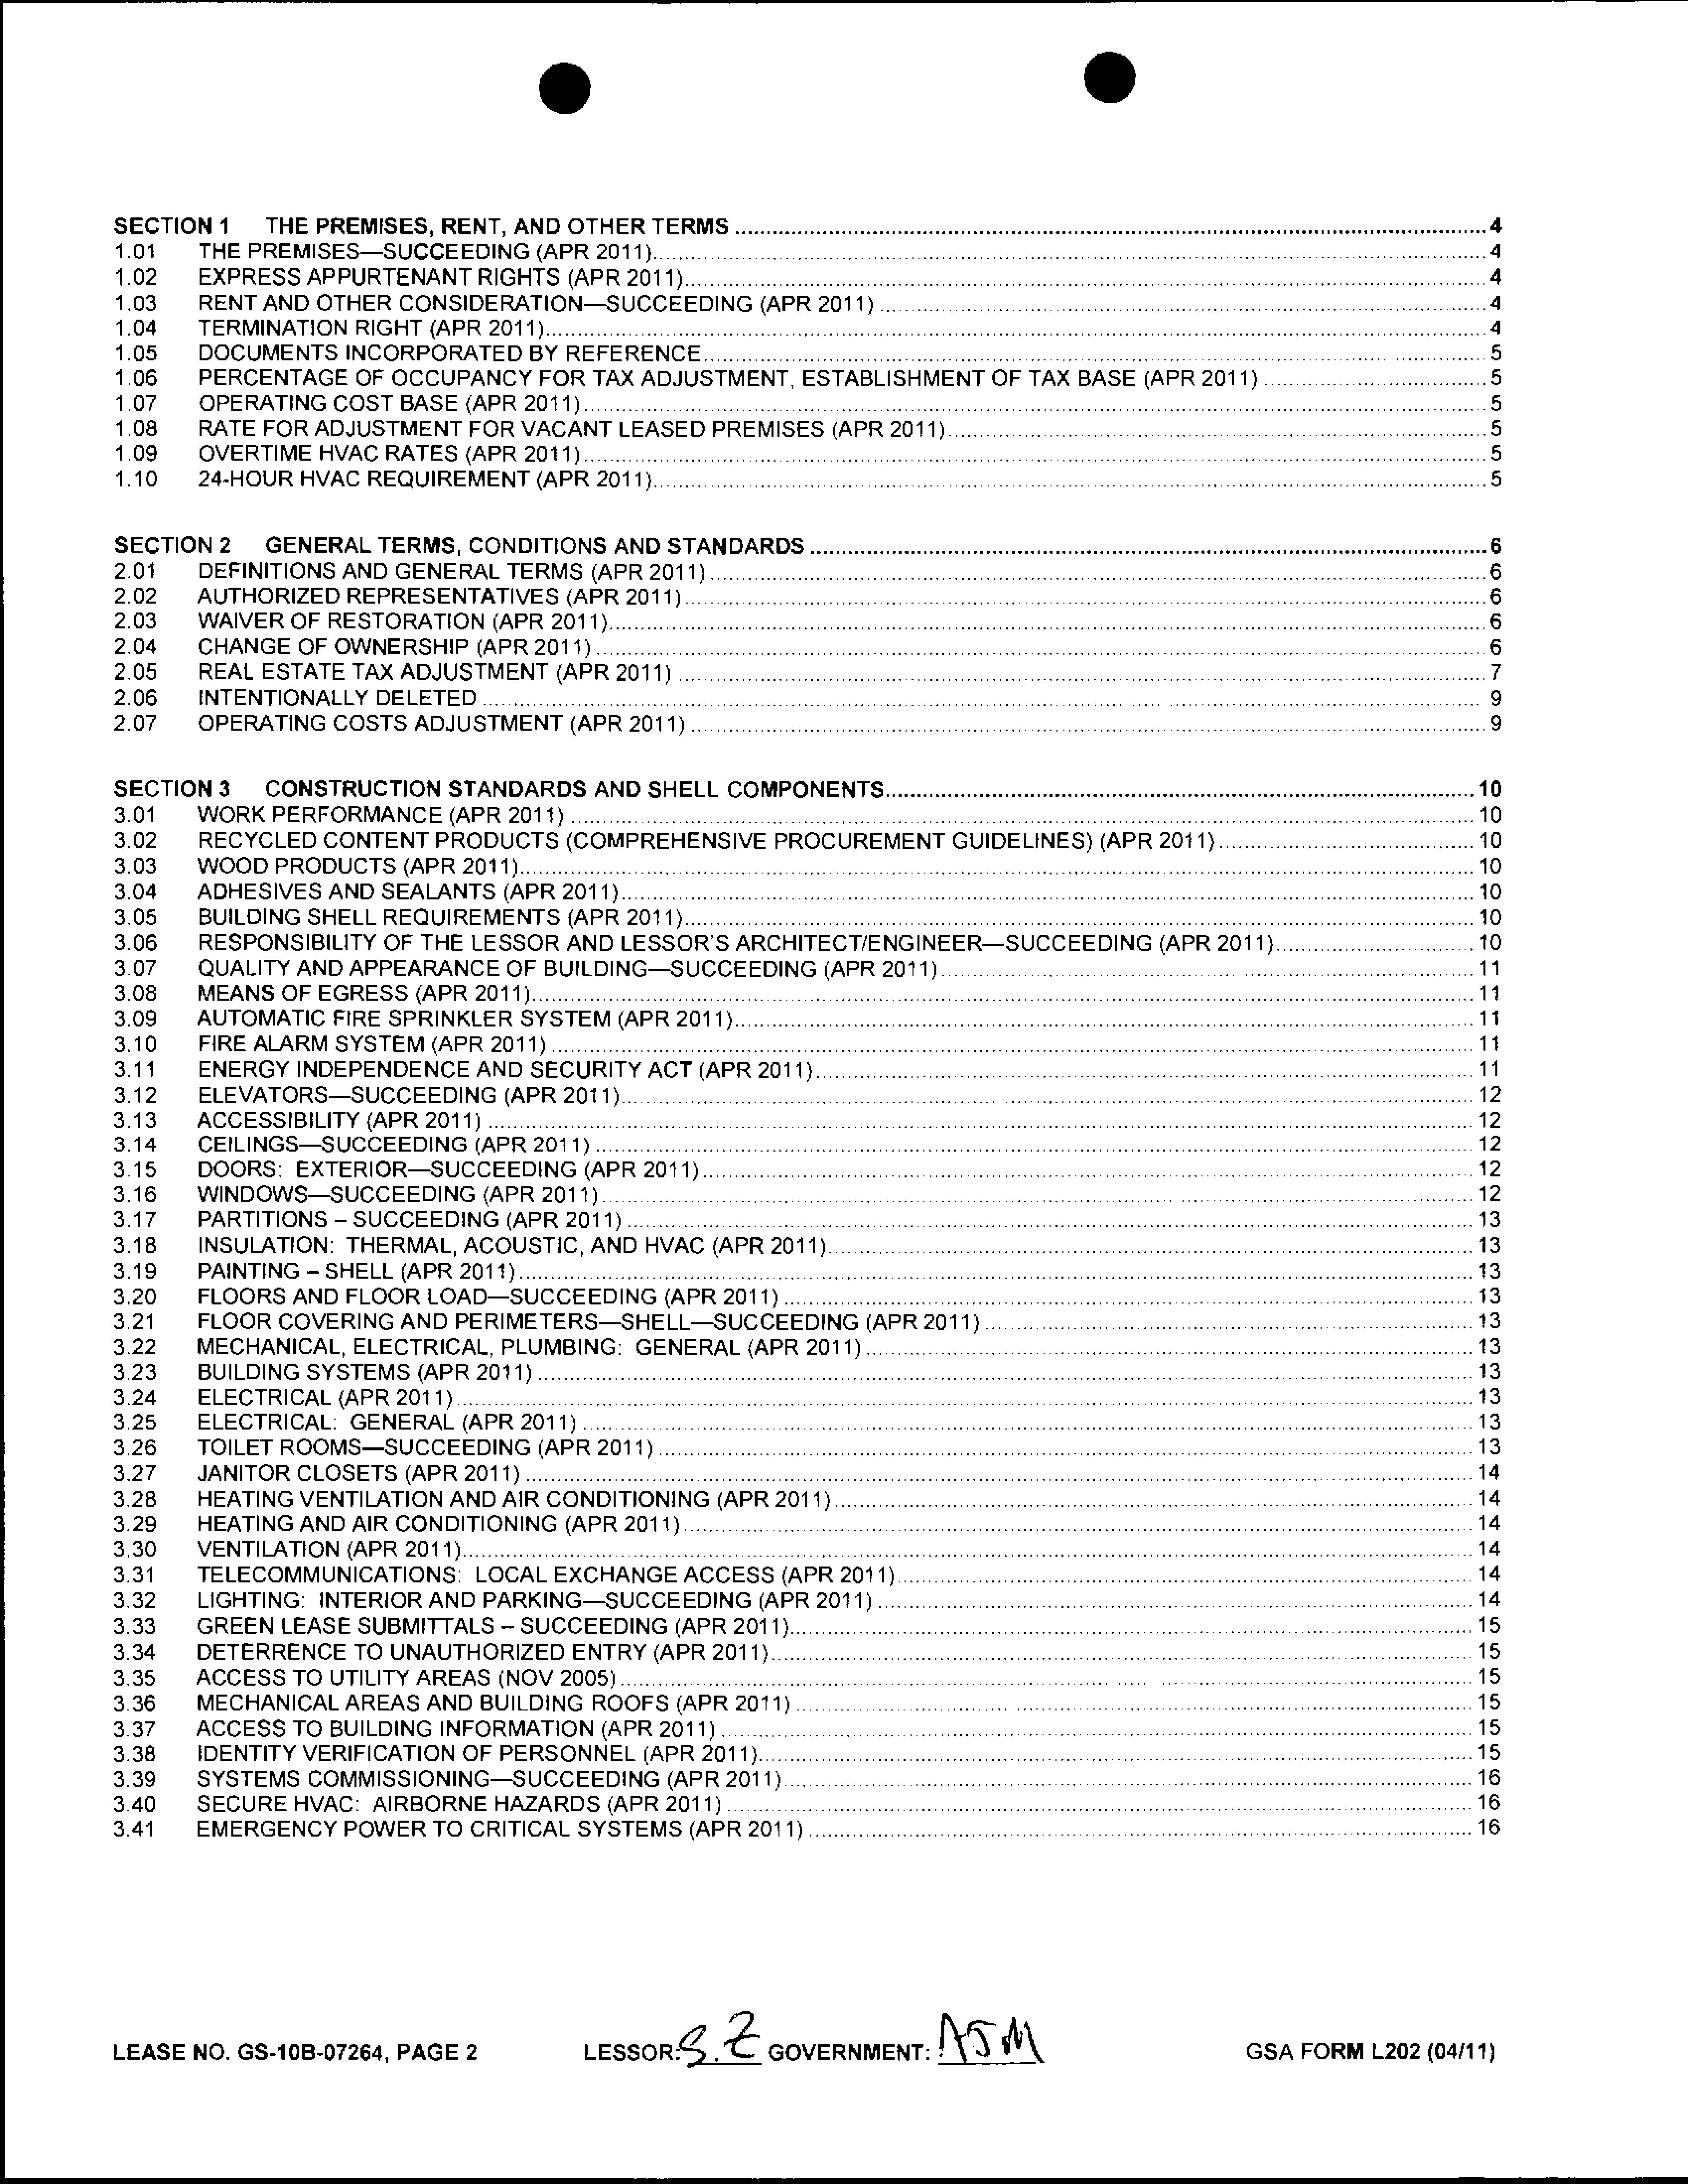 SECTION 1 THE PREMISES, RENT, AND OTHER TERMS 4
1.01 THE PREMISES—SUCCEEDING (APR 2011) 4
1.02 EXPRESS APPURTENANT RIGHTS (APR 2011) 4
1.03 RENT AND OTHER CONSIDERATION—SUCCEEDING (APR 2011) 4
1.04 TERMINATION RIGHT (APR 2011) 4
1.05 DOCUMENTS INCORPORATED BY REFERENCE 5
1.06 PERCENTAGE OF OCCUPANCY FOR TAX ADJUSTMENT, ESTABLISHMENT OF TAX BASE (APR 2011) 5
1.07 OPERATING COST BASE (APR 2011) 5
1.08 RATE FOR ADJUSTMENT FOR VACANT LEASED PREMISES (APR 2011) 5
1.09 OVERTIME HVAC RATES (APR 2011) 5
1.10 24-HOUR HVAC REQUIREMENT (APR 2011) 5
SECTION 2 GENERAL TERMS, CONDITIONS AND STANDARDS 6
2.01 DEFINITIONS AND GENERAL TERMS (APR 2011) 6
2.02 AUTHORIZED REPRESENTATIVES (APR 2011) 6
2.03 WAIVER OF RESTORATION (APR 2011) 6
2.04 CHANGE OF OWNERSHIP (APR 2011) 6
2.05 REAL ESTATE TAX ADJUSTMENT (APR 2011) 7
2.06 INTENTIONALLY DELETED 9
2.07 OPERATING COSTS ADJUSTMENT (APR 2011) 9
SECTION 3 CONSTRUCTION STANDARDS AND SHELL COMPONENTS 10
3.01 WORK PERFORMANCE (APR 2011) 10
3.02 RECYCLED CONTENT PRODUCTS (COMPREHENSIVE PROCUREMENT GUIDELINES) (APR 2011) 10
3.03 WOOD PRODUCTS (APR 2011) 10
3.04 ADHESIVES AND SEALANTS (APR 2011) 10
3.05 BUILDING SHELL REQUIREMENTS (APR 2011) 10
3.06 RESPONSIBILITY OF THE LESSOR AND LESSOR'S ARCHITECT/ENGINEER—SUCCEEDING (APR 2011) 10
3.07 QUALITY AND APPEARANCE OF BUILDING—SUCCEEDING (APR 2011) 11
3.08 MEANS OF EGRESS (APR 2011) 11
3.09 AUTOMATIC FIRE SPRINKLER SYSTEM (APR 2011) 11
3.10 FIRE ALARM SYSTEM (APR 2011) 11
3.11 ENERGY INDEPENDENCE AND SECURITY ACT (APR 2011) 11
3.12 ELEVATORS—SUCCEEDING (APR 2011) 12
3.13 ACCESSIBILITY (APR 2011) 12
3.14 CEILINGS—SUCCEEDING (APR 2011) 12
3.15 DOORS: EXTERIOR—SUCCEEDING (APR 2011) 12
3.16 WINDOWS—SUCCEEDING (APR 2011) 12
3.17 PARTITIONS – SUCCEEDING (APR 2011) 13
3.18 INSULATION: THERMAL, ACOUSTIC, AND HVAC (APR 2011) 13
3.19 PAINTING – SHELL (APR 2011) 13
3.20 FLOORS AND FLOOR LOAD—SUCCEEDING (APR 2011) 13
3.21 FLOOR COVERING AND PERIMETERS—SHELL—SUCCEEDING (APR 2011) 13
3.22 MECHANICAL, ELECTRICAL, PLUMBING: GENERAL (APR 2011) 13
3.23 BUILDING SYSTEMS (APR 2011) 13
3.24 ELECTRICAL (APR 2011) 13
3.25 ELECTRICAL: GENERAL (APR 2011) 13
3.26 TOILET ROOMS—SUCCEEDING (APR 2011) 13
3.27 JANITOR CLOSETS (APR 2011) 14
3.28 HEATING VENTILATION AND AIR CONDITIONING (APR 2011) 14
3.29 HEATING AND AIR CONDITIONING (APR 2011) 14
3.30 VENTILATION (APR 2011) 14
3.31 TELECOMMUNICATIONS: LOCAL EXCHANGE ACCESS (APR 2011) 14
3.32 LIGHTING: INTERIOR AND PARKING—SUCCEEDING (APR 2011) 14
3.33 GREEN LEASE SUBMITTALS – SUCCEEDING (APR 2011) 15
3.34 DETERRENCE TO UNAUTHORIZED ENTRY (APR 2011) 15
3.35 ACCESS TO UTILITY AREAS (NOV 2005) 15
3.36 MECHANICAL AREAS AND BUILDING ROOFS (APR 2011) 15
3.37 ACCESS TO BUILDING INFORMATION (APR 2011) 15
3.38 IDENTITY VERIFICATION OF PERSONNEL (APR 2011) 15
3.39 SYSTEMS COMMISSIONING—SUCCEEDING (APR 2011) 16
3.40 SECURE HVAC: AIRBORNE HAZARDS (APR 2011) 16
3.41 EMERGENCY POWER TO CRITICAL SYSTEMS (APR 2011) 16
LEASE NO. GS-10B-07264, PAGE 2 LESSOR: S.Z GOVERNMENT: ASM GSA FORM L202 (04/11)